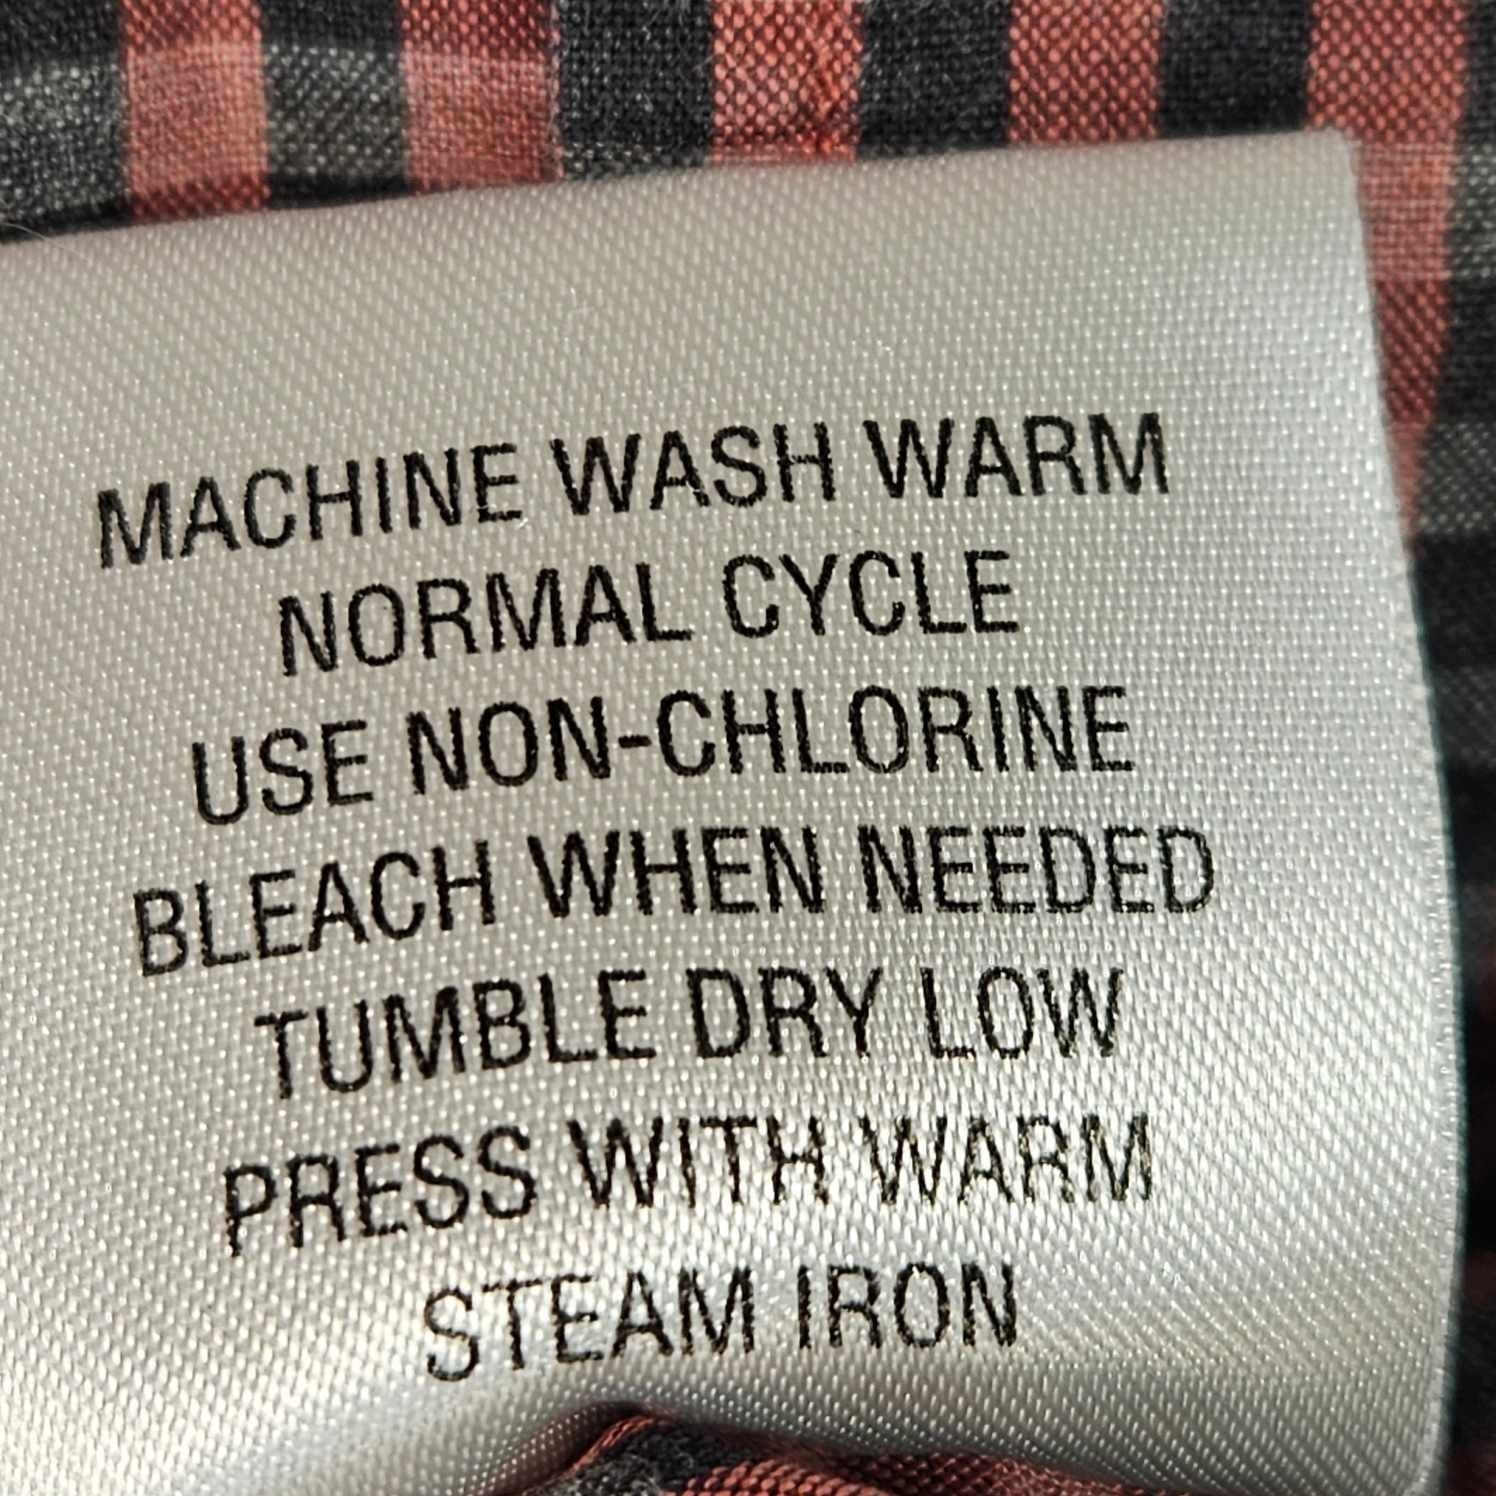 MACHINE WASH WARM
NORMAL CYCLE
USE NON-CHLORINE
BLEACH WHEN NEEDED
TUMBLE DRY LOW
PRESS WITH WARM
STEAM IRON